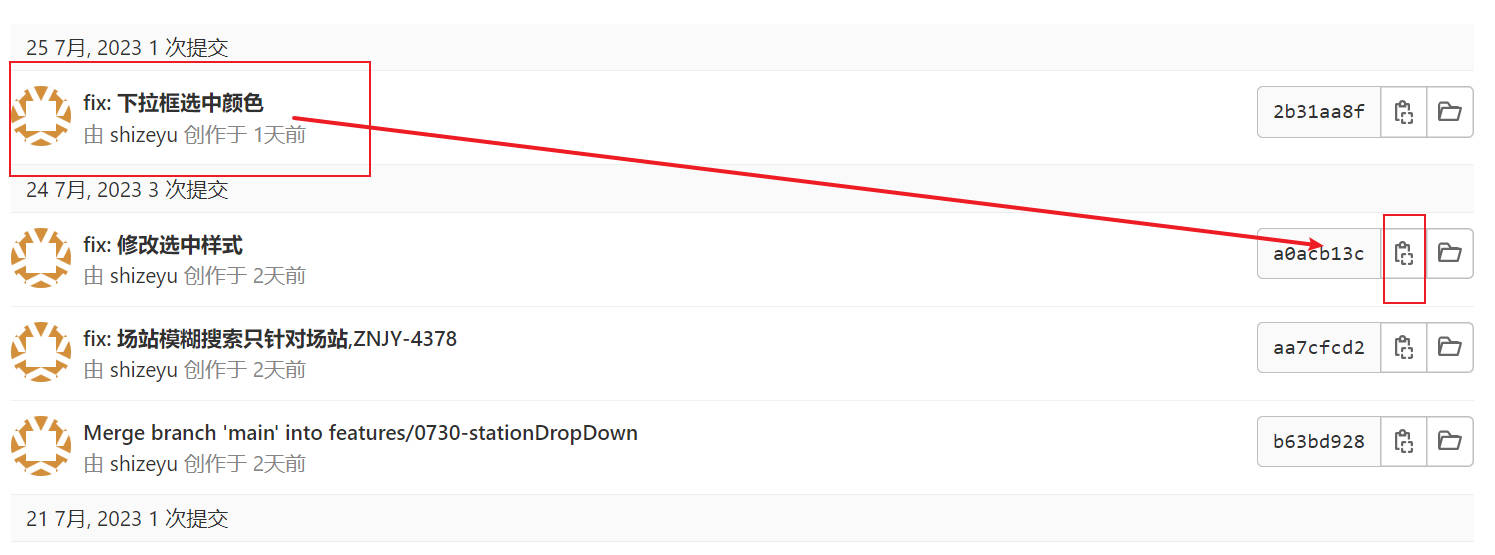 25 7月, 2023 1 次提交
fix: 下拉框选中颜色
由 shizeyu 创作于 1天前
2b31aa8f
24 7月, 2023 3 次提交
fix: 修改选中样式
由 shizeyu 创作于 2天前
a0acb13c
fix: 场站模糊搜索只针对场站,ZNJY-4378
由 shizeyu 创作于 2天前
aa7cfcd2
Merge branch 'main' into features/0730-stationDropDown
由 shizeyu 创作于 2天前
b63bd928
21 7月, 2023 1 次提交